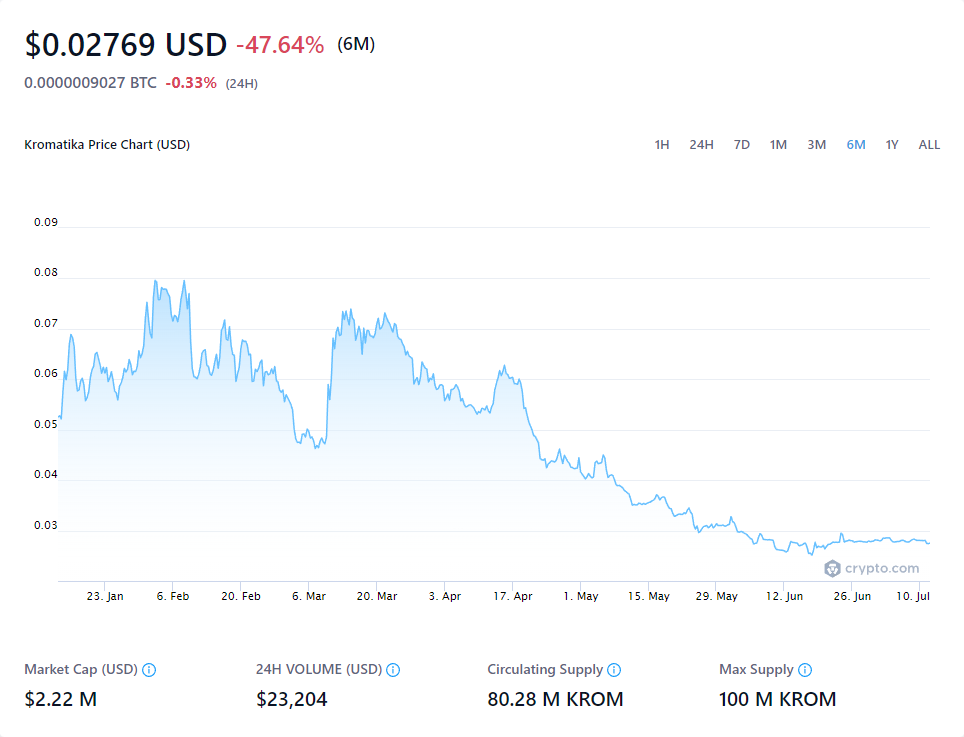 $0.02769 USD -47.64% (6M)
0.0000009027 BTC -0.33% (24H)
Kromatika Price Chart (USD) 1H 24H 7D 1M 3M 6M 1Y ALL
0.09
0.08
0.07
0.06
0.05
0.04
0.03
crypto.com
23. Jan 6. Feb 20. Feb 6. Mar 20. Mar 3. Apr 17. Apr 1. May 15. May 29. May 12. Jun 26. Jun 10. Jul
Market Cap (USD) 24H VOLUME (USD) Circulating Supply Max Supply
$2.22 M $23,204 80.28 M KROM 100 M KROM